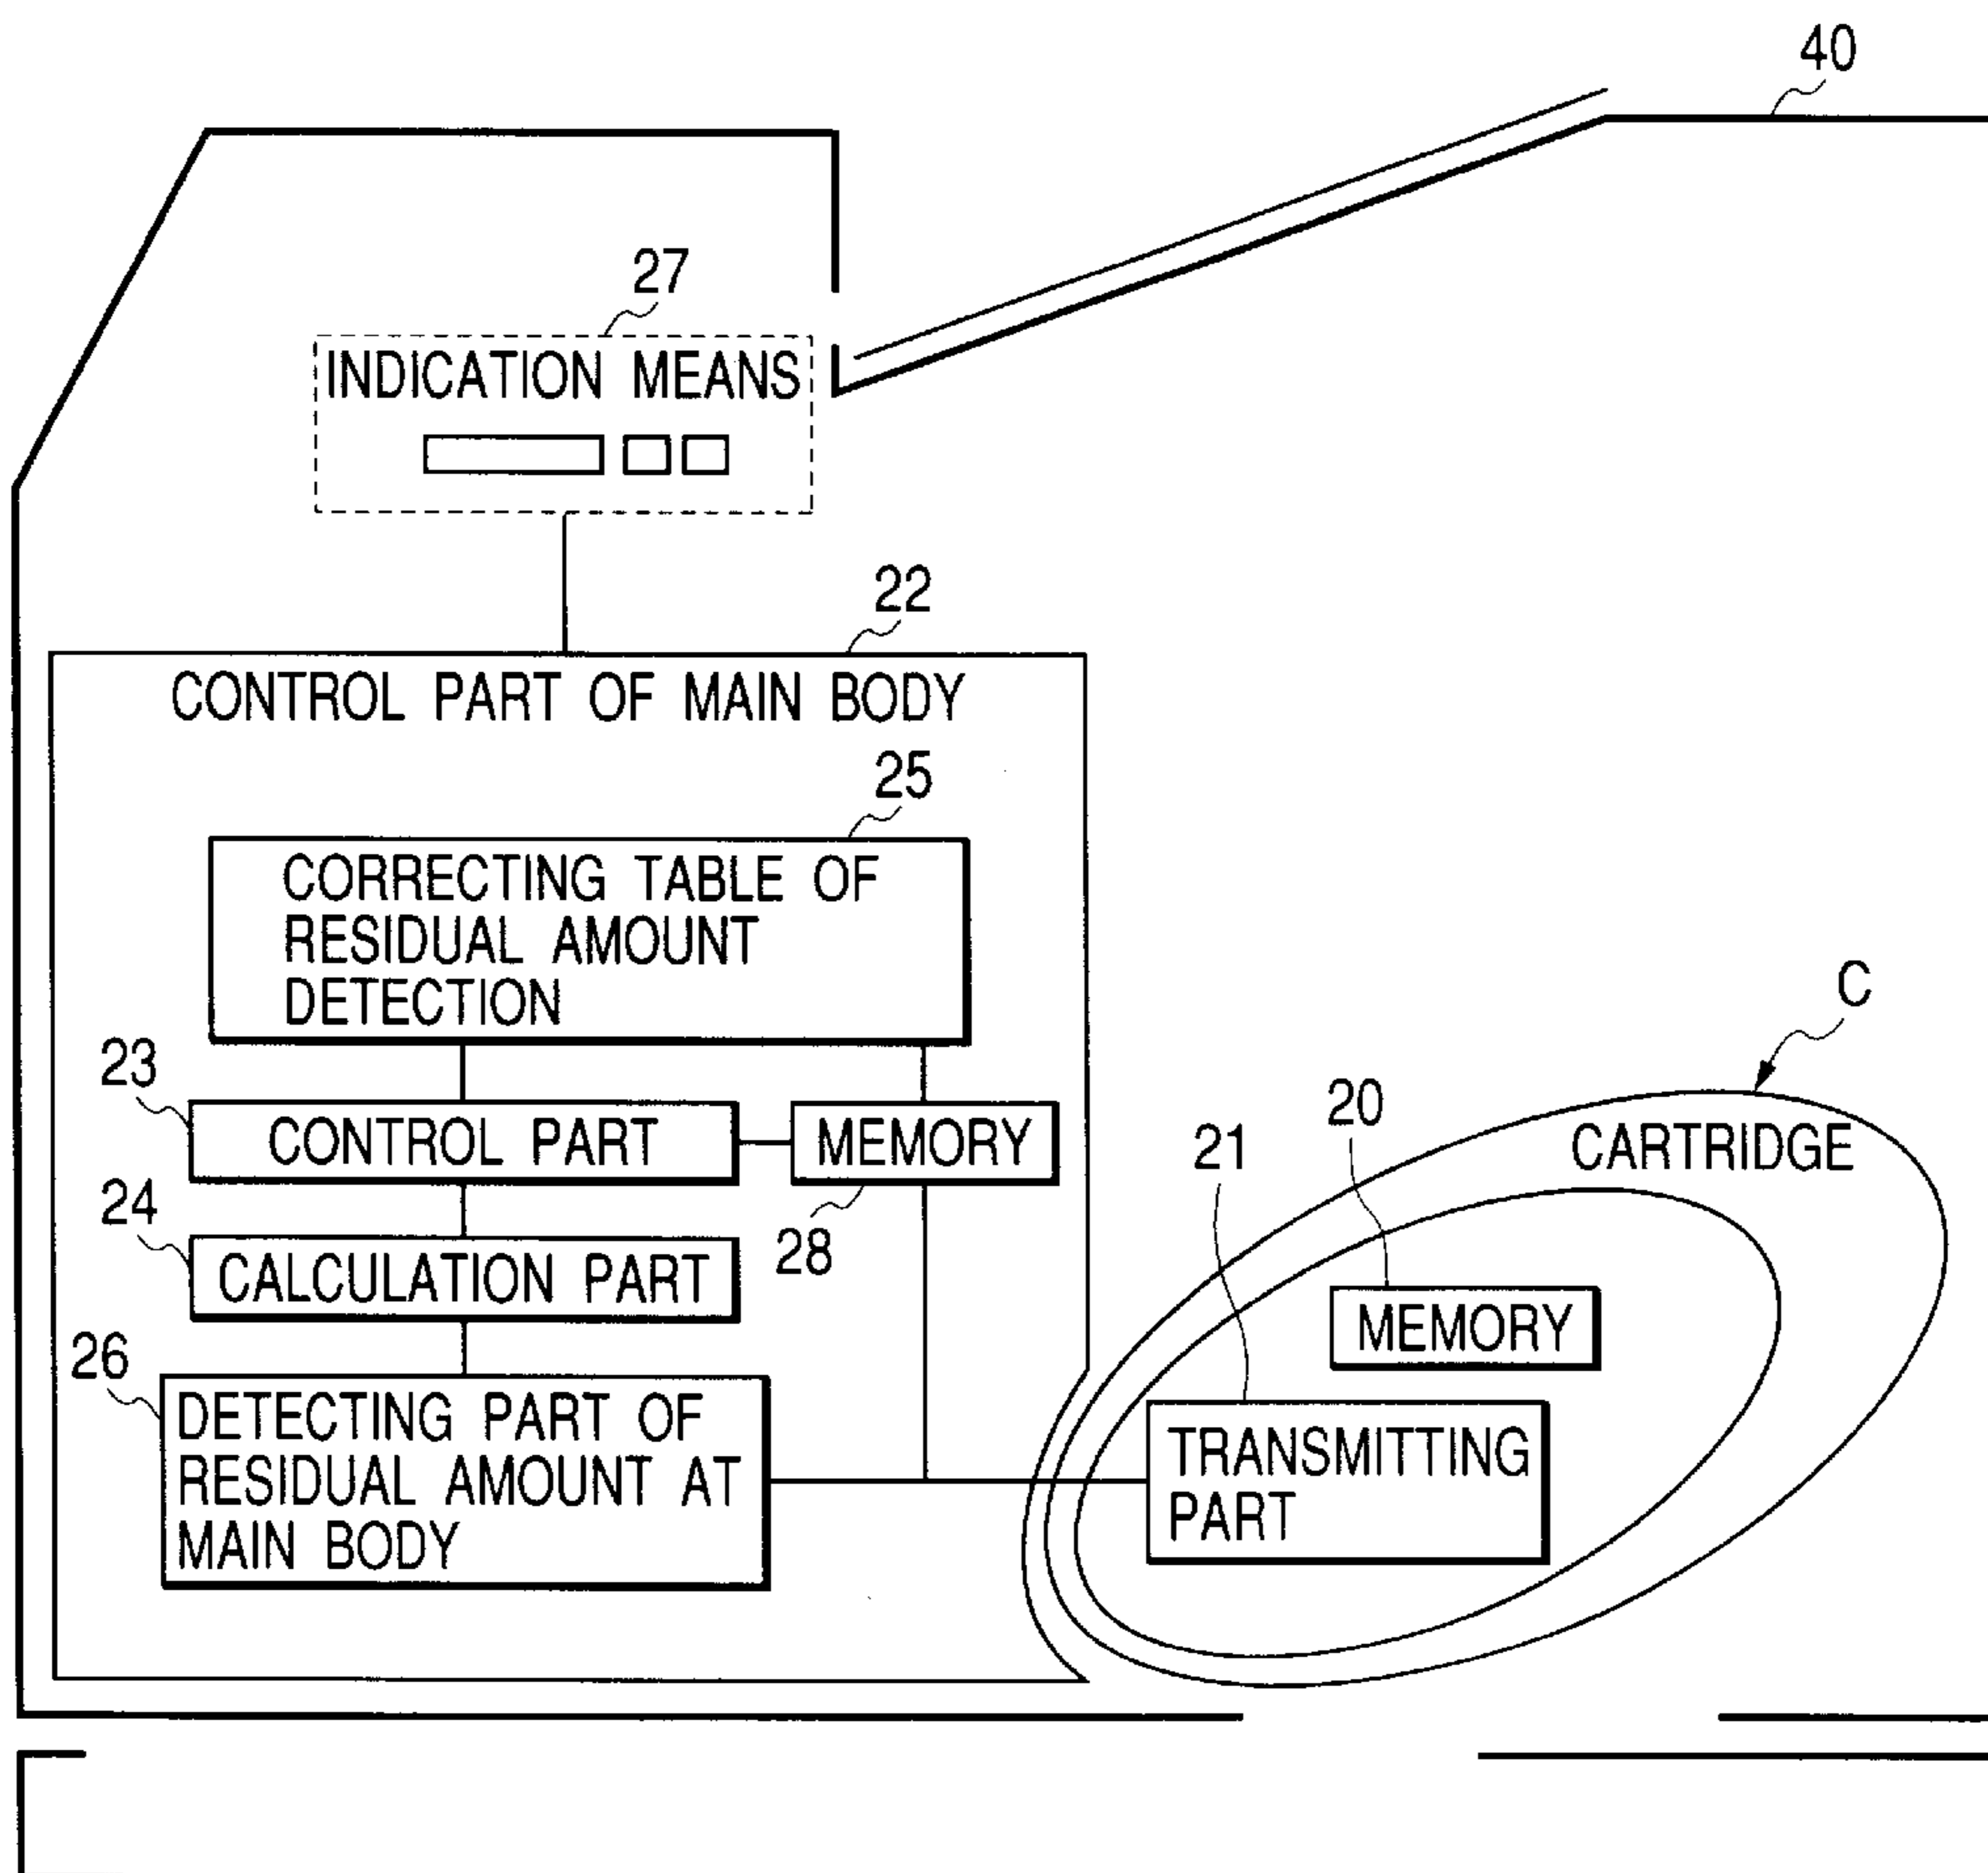 40
27
INDICATION MEANS
22
CONTROL PART OF MAIN BODY
25
CORRECTING TABLE OF
RESIDUAL AMOUNT
DETECTION
23
CONTROL PART
MEMORY
28
24
CALCULATION PART
26
DETECTING PART OF
RESIDUAL AMOUNT AT
MAIN BODY
C
CARTRIDGE
20
21
MEMORY
TRANSMITTING
PART